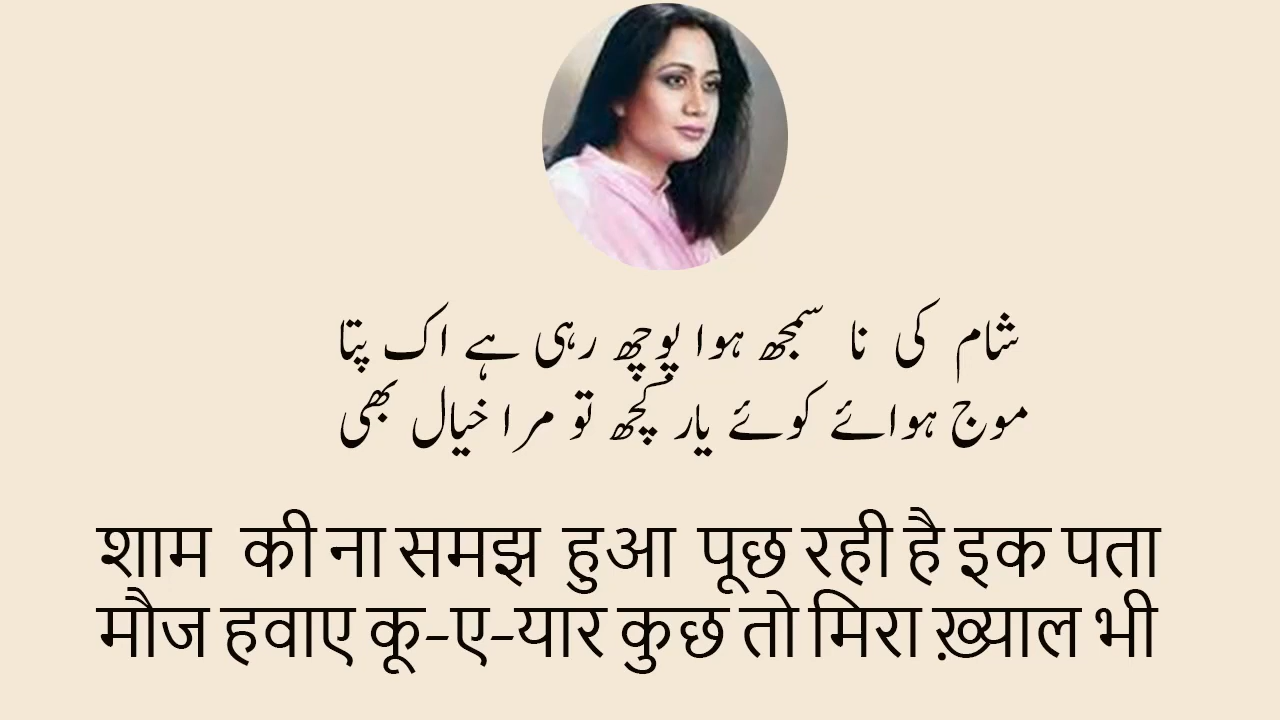 شام کی نا سمجھ ہوا پوچھ رہی ہے اک پتا
موج ہوائے کوئے یار کچھ تو مرا خیال بھی
शाम की ना समझ हुआ पूछ रही है इक पता
मौज हवाए कू-ए-यार कुछ तो मिरा ख़्याल भी